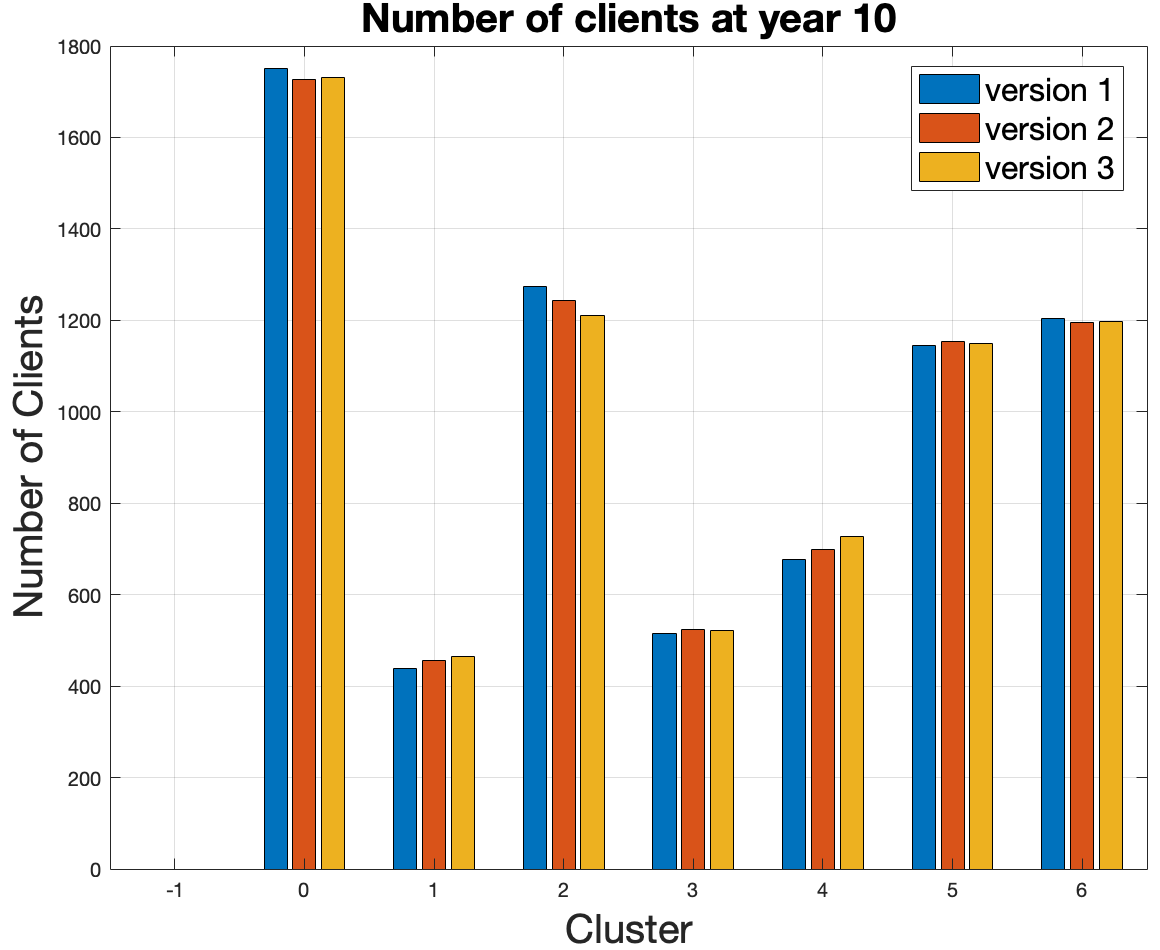 Number of clients at year 10
1800
1600
1400
1200
1000
800
600
400
200
0
Number of Clients
version 1
version 2
version 3
-1 0 1 2 3 4 5 6
Cluster